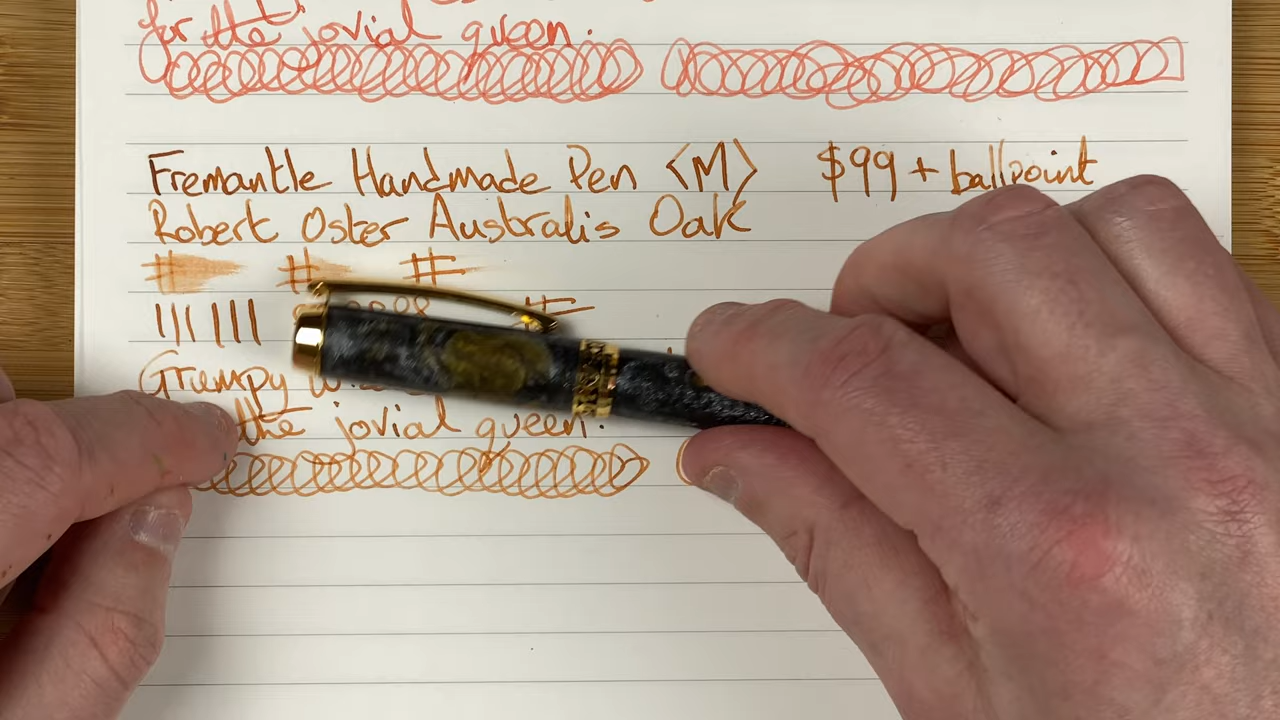 for the jovial queen.
Fremantle Handmade Pen <M> $99 + ballpoint
Robert Oster Australis Oak
# # #
Grumpy
the jovial queen.